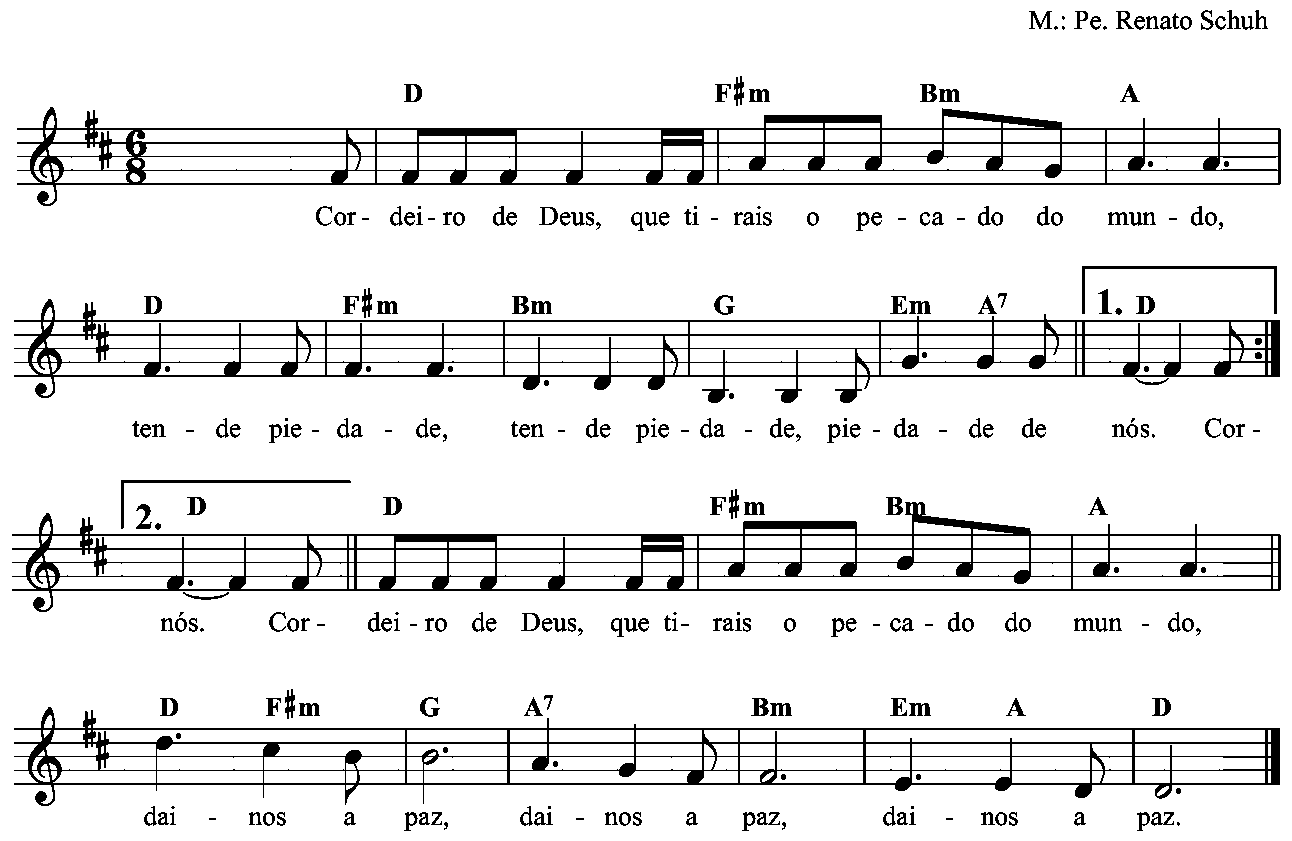 M.: Pe. Renato Schuh
D F#m Bm A
6
8
Cor- dei-ro de Deus, que ti-rais o pe-ca-do do mun-do,
D F#m Bm G Em A7 1. D
ten-de pie-da-de, ten-de pie-da-de, pie-da-de de nós. Cor-
2. D D F#m Bm A
nós. Cor- dei-ro de Deus, que ti-rais o pe-ca-do do mun-do,
D F#m G A7 Bm Em A D
dai-nos a paz, dai-nos a paz, dai-nos a paz.